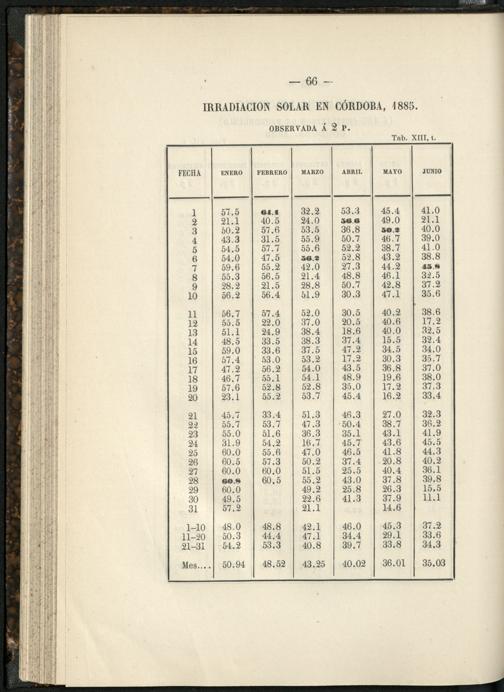 — 66 —
IRRADIACION SOLAR EN CÓRDOBA, 1885.
OBSERVADA Á 2 P.
Tab. XIII, t.
FECHA ENERO FEBRERO MARZO ABRIL MAYO JUNIO
1 57.5 61.1 32.2 53.3 45.4 41.0
2 21.1 40.5 24.0 56.6 49.0 21.1
3 50.2 57.6 53.5 36.8 50.2 40.0
4 43.3 31.5 55.9 50.7 46.7 39.0
5 54.5 57.7 55.6 52.2 38.7 41.0
6 54.0 47.5 56.2 52.8 43.2 38.8
7 59.6 55.2 42.0 27.3 44.2 45.8
8 55.3 56.5 21.4 48.8 46.1 32.5
9 28.2 21.5 28.8 50.7 42.8 37.2
10 56.2 56.4 51.9 30.3 47.1 35.6
11 56.7 57.4 52.0 30.5 40.2 38.6
12 55.5 22.0 37.0 20.5 40.6 17.2
13 51.1 24.9 38.4 18.6 40.0 32.5
14 48.5 33.5 38.3 37.4 15.5 32.4
15 59.0 33.6 37.5 47.2 34.5 34.0
16 57.4 53.0 53.2 17.2 30.3 35.7
17 47.2 56.2 54.0 43.5 36.8 37.0
18 46.7 55.1 54.1 48.9 19.6 38.0
19 57.6 52.8 52.8 35.0 17.2 37.3
20 23.1 55.2 53.7 45.4 16.2 33.4
21 45.7 33.4 51.3 46.3 27.0 32.3
22 55.7 53.7 47.3 50.4 38.7 36.2
23 55.0 51.6 36.3 35.1 43.1 41.9
24 31.9 54.2 16.7 45.7 43.6 45.5
25 60.0 55.6 47.0 46.5 41.8 44.3
26 60.5 57.3 50.2 37.4 20.8 40.2
27 60.0 60.0 51.5 25.5 40.4 36.1
28 60.8 60.5 55.2 43.0 37.8 39.8
29 60.0 49.2 25.8 26.3 15.5
30 49.5 22.6 41.3 37.9 11.1
31 57.2 21.1 14.6
1–10 48.0 48.8 42.1 46.0 45.3 37.2
11–20 50.3 44.4 47.1 34.4 29.1 33.6
21–31 54.2 53.3 40.8 39.7 33.8 34.3
Mes.... 50.94 48.52 43.25 40.02 36.01 35.03